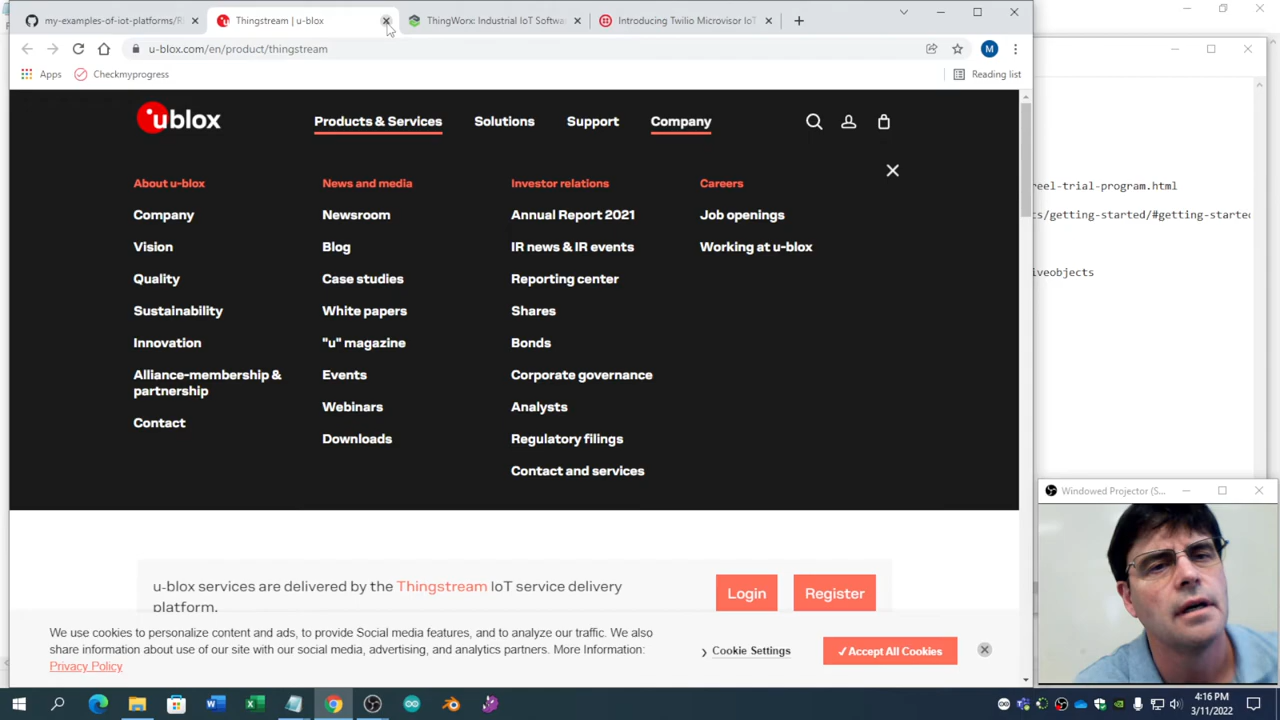 my-examples-of-iot-platforms/R
Thingstream | u-blox
ThingWorx: Industrial IoT Softwa
Introducing Twilio Microvisor IoT
u-blox.com/en/product/thingstream
M
Apps
Checkmyprogress
Reading list
ublox
Products & Services
Solutions
Support
Company
About u-blox
News and media
Investor relations
Careers
Company
Newsroom
Annual Report 2021
Job openings
Vision
Blog
IR news & IR events
Working at u-blox
Quality
Case studies
Reporting center
Sustainability
White papers
Shares
Innovation
"u" magazine
Bonds
Alliance-membership &
partnership
Events
Corporate governance
Webinars
Analysts
Contact
Downloads
Regulatory filings
Contact and services
u-blox services are delivered by the Thingstream IoT service delivery
platform.
Login
Register
We use cookies to personalize content and ads, to provide Social media features, and to analyze our traffic. We also
share information about use of our site with our social media, advertising, and analytics partners. More Information:
Privacy Policy
Cookie Settings
✓Accept All Cookies
reel-trial-program.html
ts/getting-started/#getting-started
iveobjects
Windowed Projector (S...
4:16 PM
3/11/2022